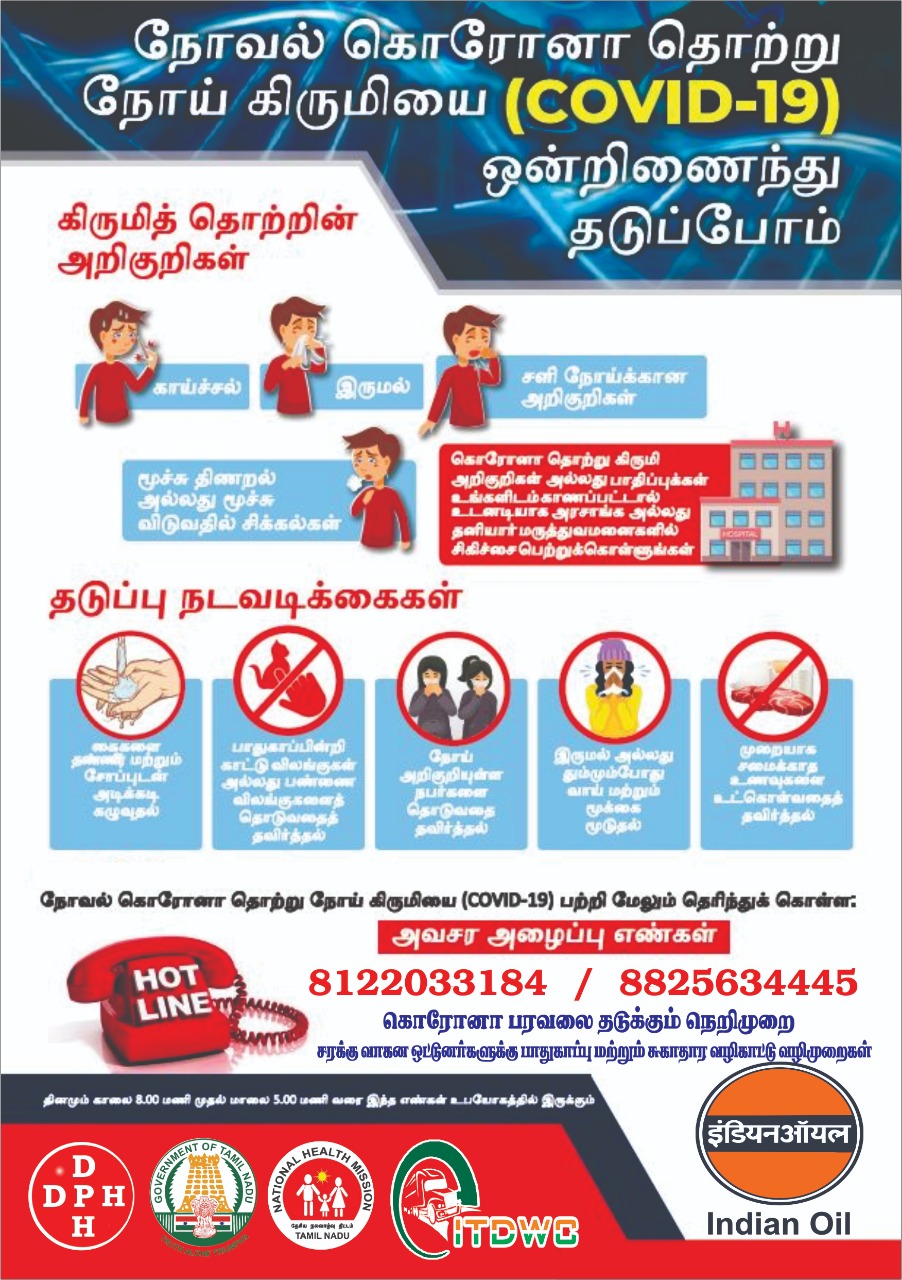 நோவல் கொரோனா தொற்று
நோய் கிருமியை (COVID-19)
ஒன்றிணைந்து
தடுப்போம்
கிருமித் தொற்றின்
அறிகுறிகள்
காய்ச்சல்
இருமல்
சளி நோய்க்கான
அறிகுறிகள்
மூச்சு திணறல்
அல்லது மூச்சு
விடுவதில் சிக்கல்கள்
கொரோனா தொற்று கிருமி
அறிகுறிகள் அல்லது பாதிப்புக்கள்
உங்களிடம் காணப்பட்டால்
உடனடியாக அரசாங்க அல்லது
தனியார் மருத்துவமனைகளில்
சிகிச்சை பெற்றுக்கொள்ளுங்கள்
H
HOSPITAL
தடுப்பு நடவடிக்கைகள்
கைகளை
தண்ணீர் மற்றும்
சோப்புடன்
அடிக்கடி
கழுவுதல்
பாதுகாப்பின்றி
காட்டு விலங்குகள்
அல்லது பண்ணை
விலங்குகளைத்
தொடுவதைத்
தவிர்த்தல்
நோய்
அறிகுறியுள்ள
நபர்களை
தொடுவதை
தவிர்த்தல்
இருமல் அல்லது
தும்மும்போது
வாய் மற்றும்
மூக்கை
மூடுதல்
முறையாக
சமைக்காத
உணவுகளை
உட்கொள்வதைத்
தவிர்த்தல்
நோவல் கொரோனா தொற்று நோய் கிருமியை (COVID-19) பற்றி மேலும் தெரிந்துக் கொள்ள:
அவசர அழைப்பு எண்கள்
HOT
LINE
8122033184 / 8825634445
கொரோனா பரவலை தடுக்கும் நெறிமுறை
சரக்கு வாகன ஓட்டுனர்களுக்கு பாதுகாப்பு மற்றும் சுகாதார வழிகாட்டு வழிமுறைகள்
தினமும் காலை 8.00 மணி முதல் மாலை 5.00 மணி வரை இந்த எண்கள் உபயோகத்தில் இருக்கும்
D
DPH
H
GOVERNMENT OF TAMIL NADU
NATIONAL HEALTH MISSION
தேசிய நலவாழ்வு திட்டம்
TAMIL NADU
ITDWC
इंडियनऑयल
Indian Oil